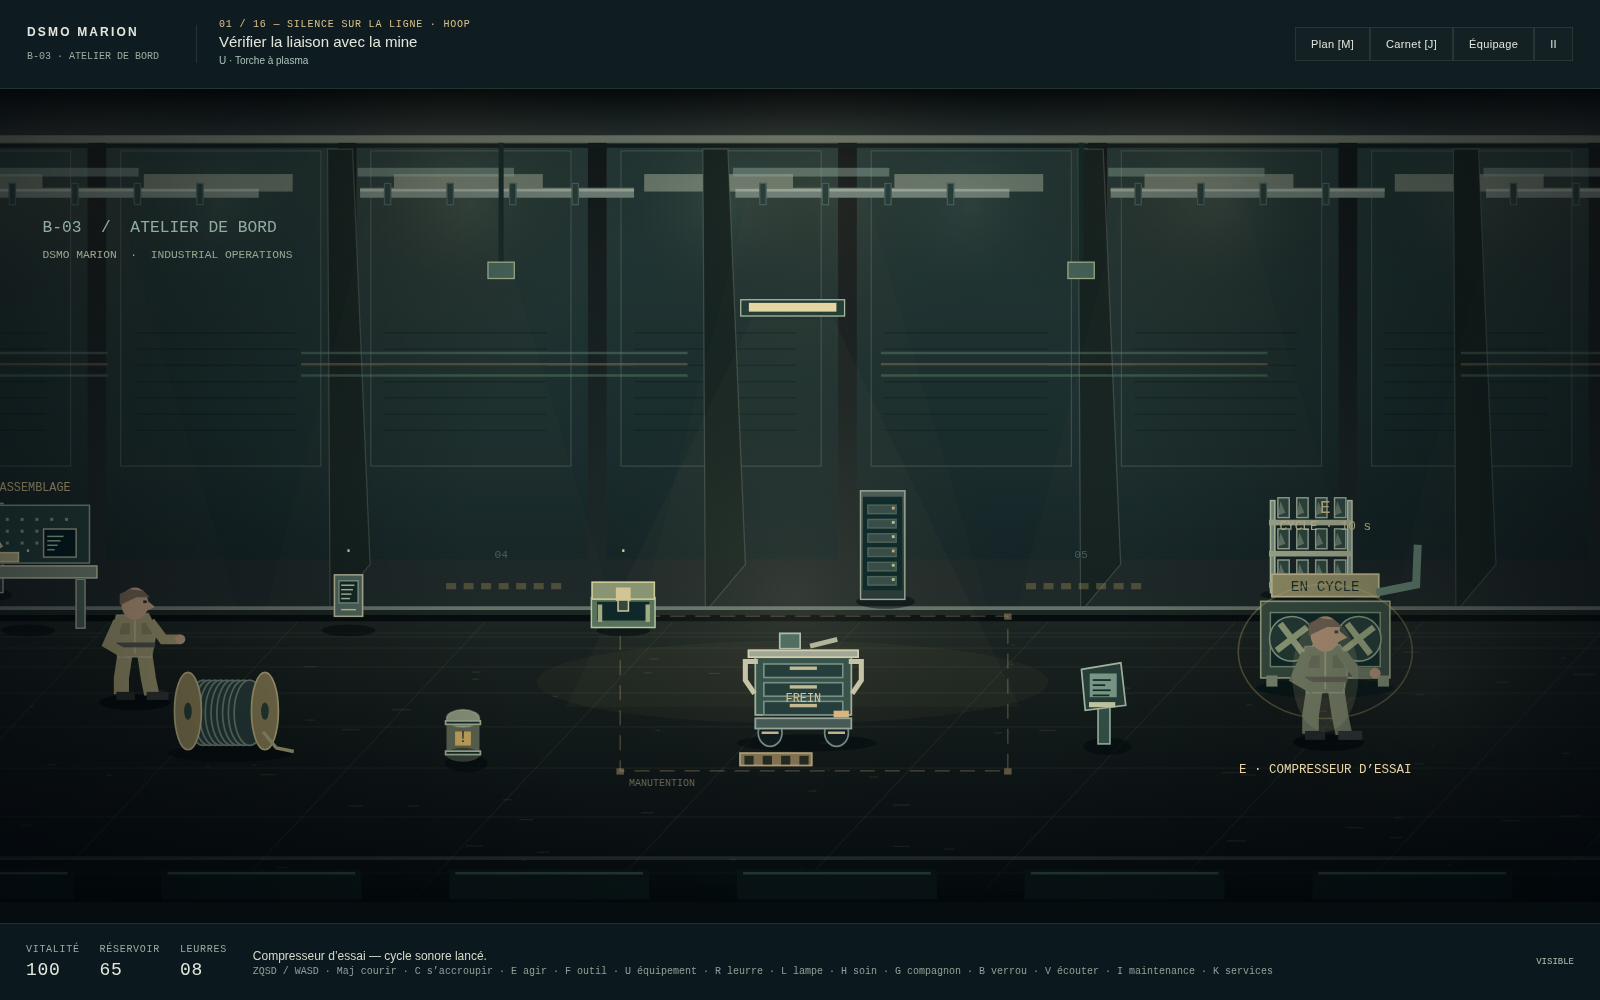 DSMO MARION
B-03 · ATELIER DE BORD
01 / 16 — SILENCE SUR LA LIGNE · HOOP
Vérifier la liaison avec la mine
U · Torche à plasma
Plan [M]
Carnet [J]
Équipage
II
B-03 / ATELIER DE BORD
DSMO MARION · INDUSTRIAL OPERATIONS
ASSEMBLAGE
04
05
E
CYCLE · 10 s
EN CYCLE
FREIN
!
MANUTENTION
E · COMPRESSEUR D’ESSAI
VITALITÉ
100
RÉSERVOIR
65
LEURRES
08
Compresseur d’essai — cycle sonore lancé.
ZQSD / WASD · Maj courir · C s’accroupir · E agir · F outil · U équipement · R leurre · L lampe · H soin · G compagnon · B verrou · V écouter · I maintenance · K services
VISIBLE